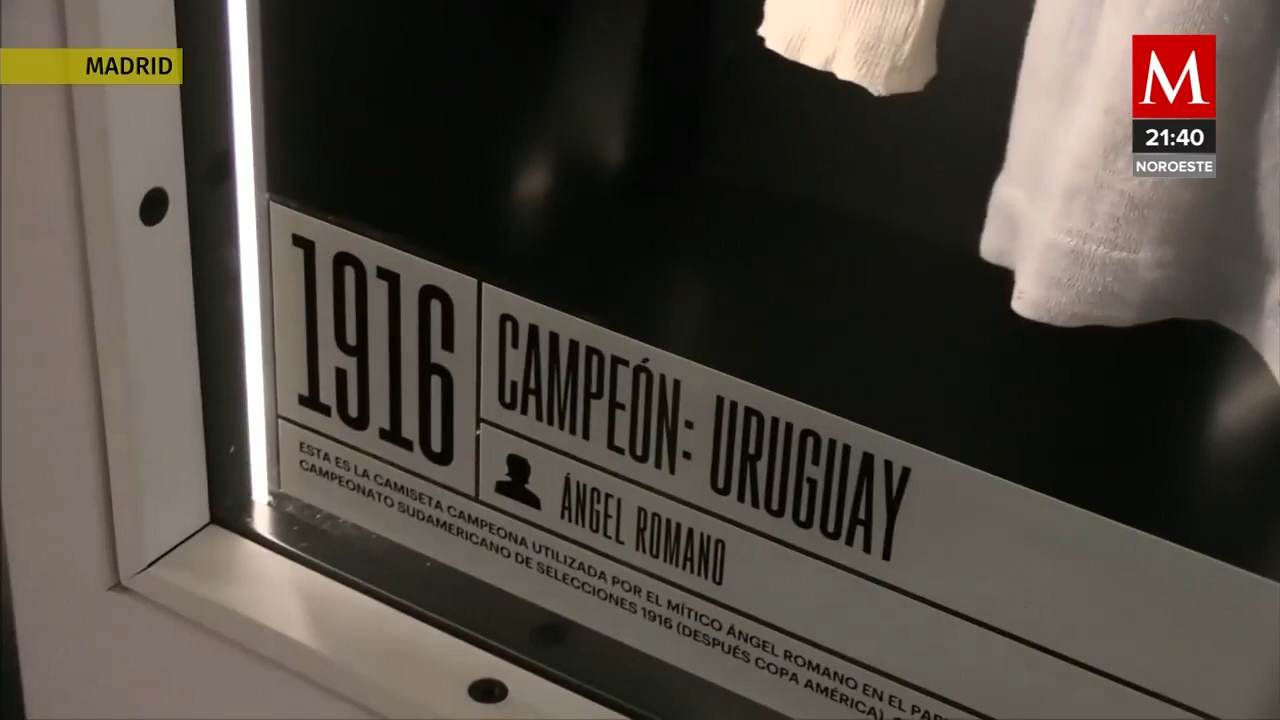 MADRID
M
21:40
NOROESTE
1916
CAMPEÓN: URUGUAY
ÁNGEL ROMANO
ESTA ES LA CAMISETA CAMPEONA UTILIZADA POR EL MÍTICO ÁNGEL ROMANO EN EL
CAMPEONATO SUDAMERICANO DE SELECCIONES 1916 (DESPUÉS COPA AMÉRICA).